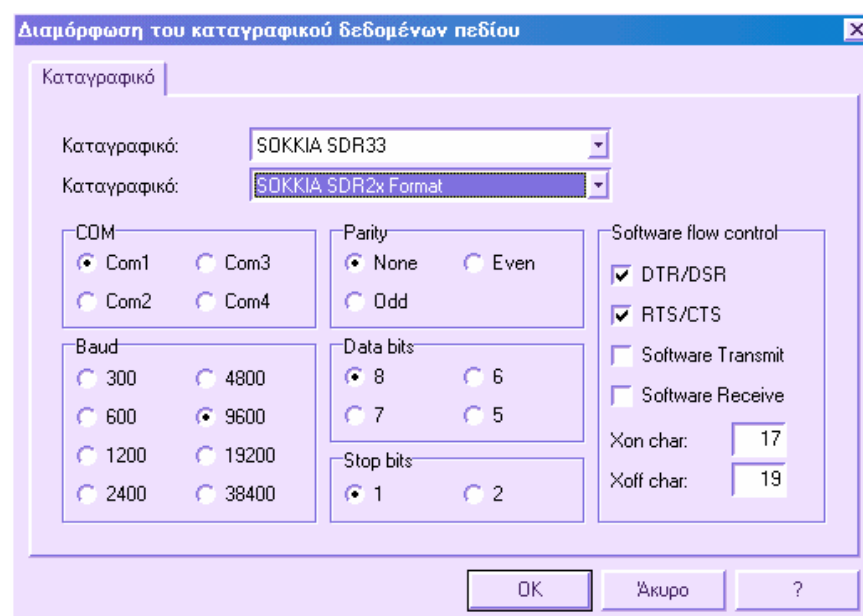 Διαμόρφωση του καταγραφικού δεδομένων πεδίου
Καταγραφικό
Καταγραφικό: SOKKIA SDR33
Καταγραφικό: SOKKIA SDR2x Format
COM
Com1 Com3
Com2 Com4
Baud
300 4800
600 9600
1200 19200
2400 38400
Parity
None Even
Odd
Data bits
8 6
7 5
Stop bits
1 2
Software flow control
DTR/DSR
RTS/CTS
Software Transmit
Software Receive
Xon char: 17
Xoff char: 19
OK Άκυρο ?